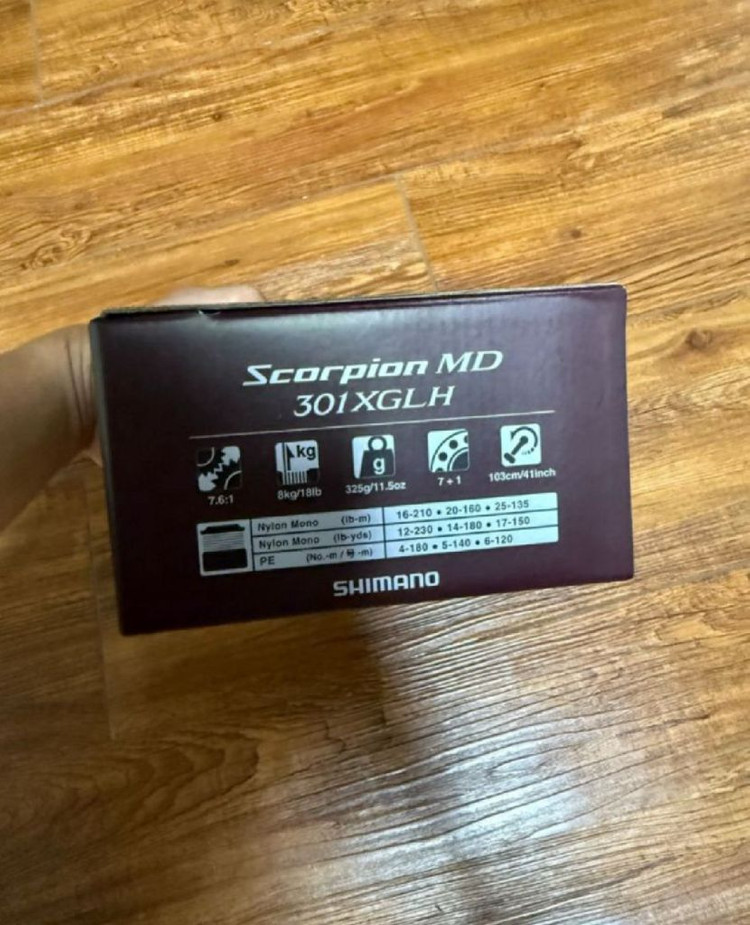 Scorpion MD
301XGLH
kg g
7.6:1 8kg/18lb 325g/11.5oz 7+1 103cm/41inch
Nylon Mono (lb-m) 16-210 • 20-160 • 25-135
Nylon Mono (lb-yds) 12-230 • 14-180 • 17-150
PE (No.-m / 号-m) 4-180 • 5-140 • 6-120
SHIMANO